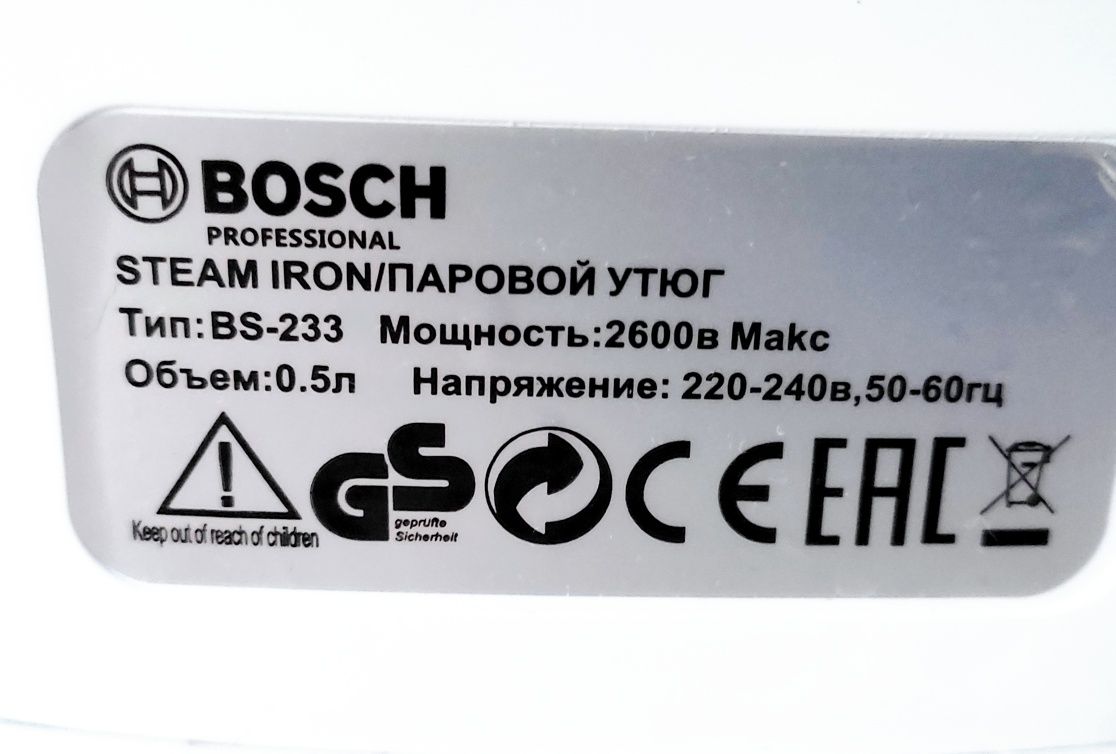 BOSCH
PROFESSIONAL
STEAM IRON/ПАРОВОЙ УТЮГ
Тип:BS-233 Мощность:2600в Макс
Объем:0.5л Напряжение: 220-240в,50-60гц
! GS CE EAC
geprüfte
Sicherheit
Keep out of reach of children